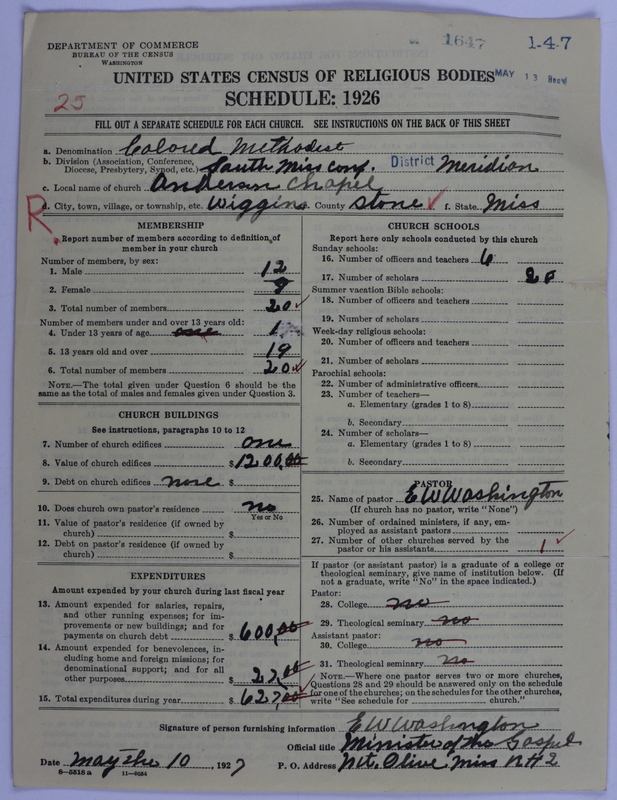 DEPARTMENT OF COMMERCE
BUREAU OF THE CENSUS
WASHINGTON
1647
1-4-7
MAY 13
UNITED STATES CENSUS OF RELIGIOUS BODIES
SCHEDULE: 1926
25
FILL OUT A SEPARATE SCHEDULE FOR EACH CHURCH. SEE INSTRUCTIONS ON THE BACK OF THIS SHEET
a. Denomination Colored Methodest
b. Division (Association, Conference, Diocese, Presbytery, Synod, etc.) South Miss conf. District Meridian
c. Local name of church Anderson Chapel
R
d. City, town, village, or township, etc. Wiggins e. County Stone f. State Miss
MEMBERSHIP
Report number of members according to definition of
member in your church
Number of members, by sex:
1. Male 12
2. Female
3. Total number of members 20
Number of members under and over 13 years old:
4. Under 13 years of age one 1
5. 13 years old and over 19
6. Total number of members 20
NOTE.—The total given under Question 6 should be
same as the total of males and females given under Question 3.
CHURCH BUILDINGS
See instructions, paragraphs 10 to 12
7. Number of church edifices one
8. Value of church edifices $1200.00
9. Debt on church edifices none $
10. Does church own pastor's residence no
Yes or No
11. Value of pastor's residence (if owned by
church) $
12. Debt on pastor's residence (if owned by
church) $
EXPENDITURES
Amount expended by your church during last fiscal year
13. Amount expended for salaries, repairs,
and other running expenses; for im-
provements or new buildings; and for
payments on church debt $ 600.00
14. Amount expended for benevolences, in-
cluding home and foreign missions; for
denominational support; and for all
other purposes $ 27.00
15. Total expenditures during year $ 627.00
CHURCH SCHOOLS
Report here only schools conducted by this church
Sunday schools:
16. Number of officers and teachers 6
17. Number of scholars 20
Summer vacation Bible schools:
18. Number of officers and teachers
19. Number of scholars
Week-day religious schools:
20. Number of officers and teachers
21. Number of scholars
Parochial schools:
22. Number of administrative officers
23. Number of teachers—
a. Elementary (grades 1 to 8)
b. Secondary
24. Number of scholars—
a. Elementary (grades 1 to 8)
b. Secondary
PASTOR
25. Name of pastor E W Washington
(If church has no pastor, write "None")
26. Number of ordained ministers, if any, em-
ployed as assistant pastors
27. Number of other churches served by the
pastor or his assistants 1
If pastor (or assistant pastor) is a graduate of a college or
theological seminary, give name of institution below. (If
not a graduate, write "No" in the space indicated.)
Pastor:
28. College no
29. Theological seminary no
Assistant pastor:
30. College no
31. Theological seminary no
NOTE.—Where one pastor serves two or more churches,
Questions 28 and 29 should be answered only on the schedule
for one of the churches; on the schedules for the other churches,
write "See schedule for church."
Signature of person furnishing information E W Washington
Official title Minister of the Gospel
Date may the 10, 1927 P. O. Address Mt. Olive Miss R#2
8—5318 a 11—9084